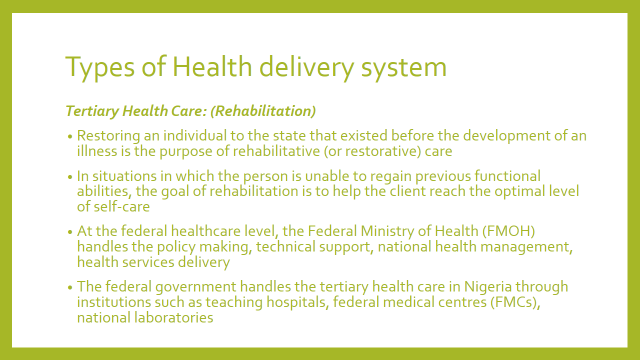 Types of Health delivery system
Tertiary Health Care: (Rehabilitation)
• Restoring an individual to the state that existed before the development of an
illness is the purpose of rehabilitative (or restorative) care
• In situations in which the person is unable to regain previous functional
abilities, the goal of rehabilitation is to help the client reach the optimal level
of self-care
• At the federal healthcare level, the Federal Ministry of Health (FMOH)
handles the policy making, technical support, national health management,
health services delivery
• The federal government handles the tertiary health care in Nigeria through
institutions such as teaching hospitals, federal medical centres (FMCs),
national laboratories